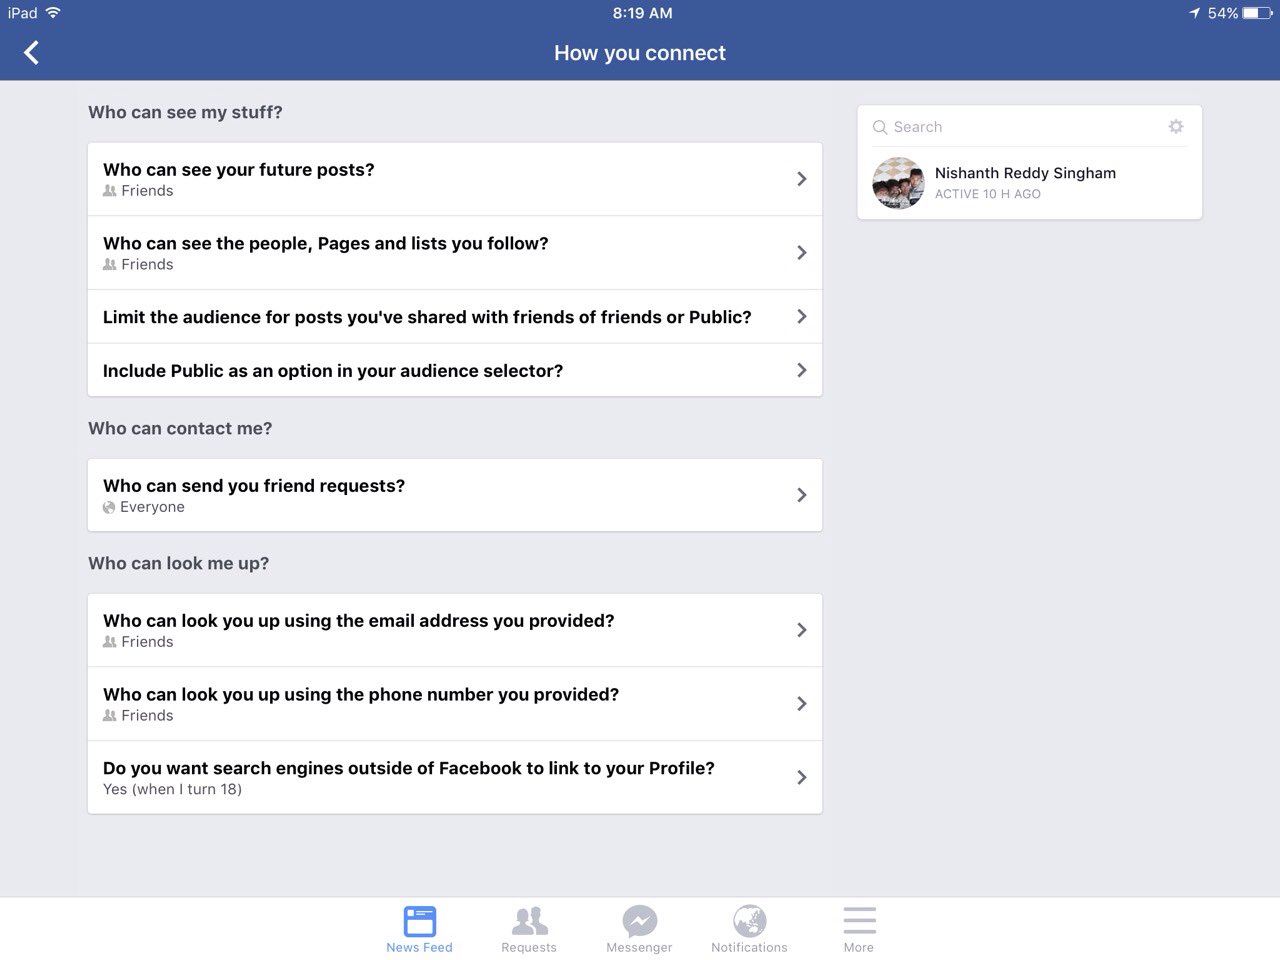 iPad
8:19 AM
54%
How you connect
Who can see my stuff?
Who can see your future posts?
Friends
Who can see the people, Pages and lists you follow?
Friends
Limit the audience for posts you've shared with friends of friends or Public?
Include Public as an option in your audience selector?
Who can contact me?
Who can send you friend requests?
Everyone
Who can look me up?
Who can look you up using the email address you provided?
Friends
Who can look you up using the phone number you provided?
Friends
Do you want search engines outside of Facebook to link to your Profile?
Yes (when I turn 18)
Search
Nishanth Reddy Singham
ACTIVE 10 H AGO
News Feed
Requests
Messenger
Notifications
More